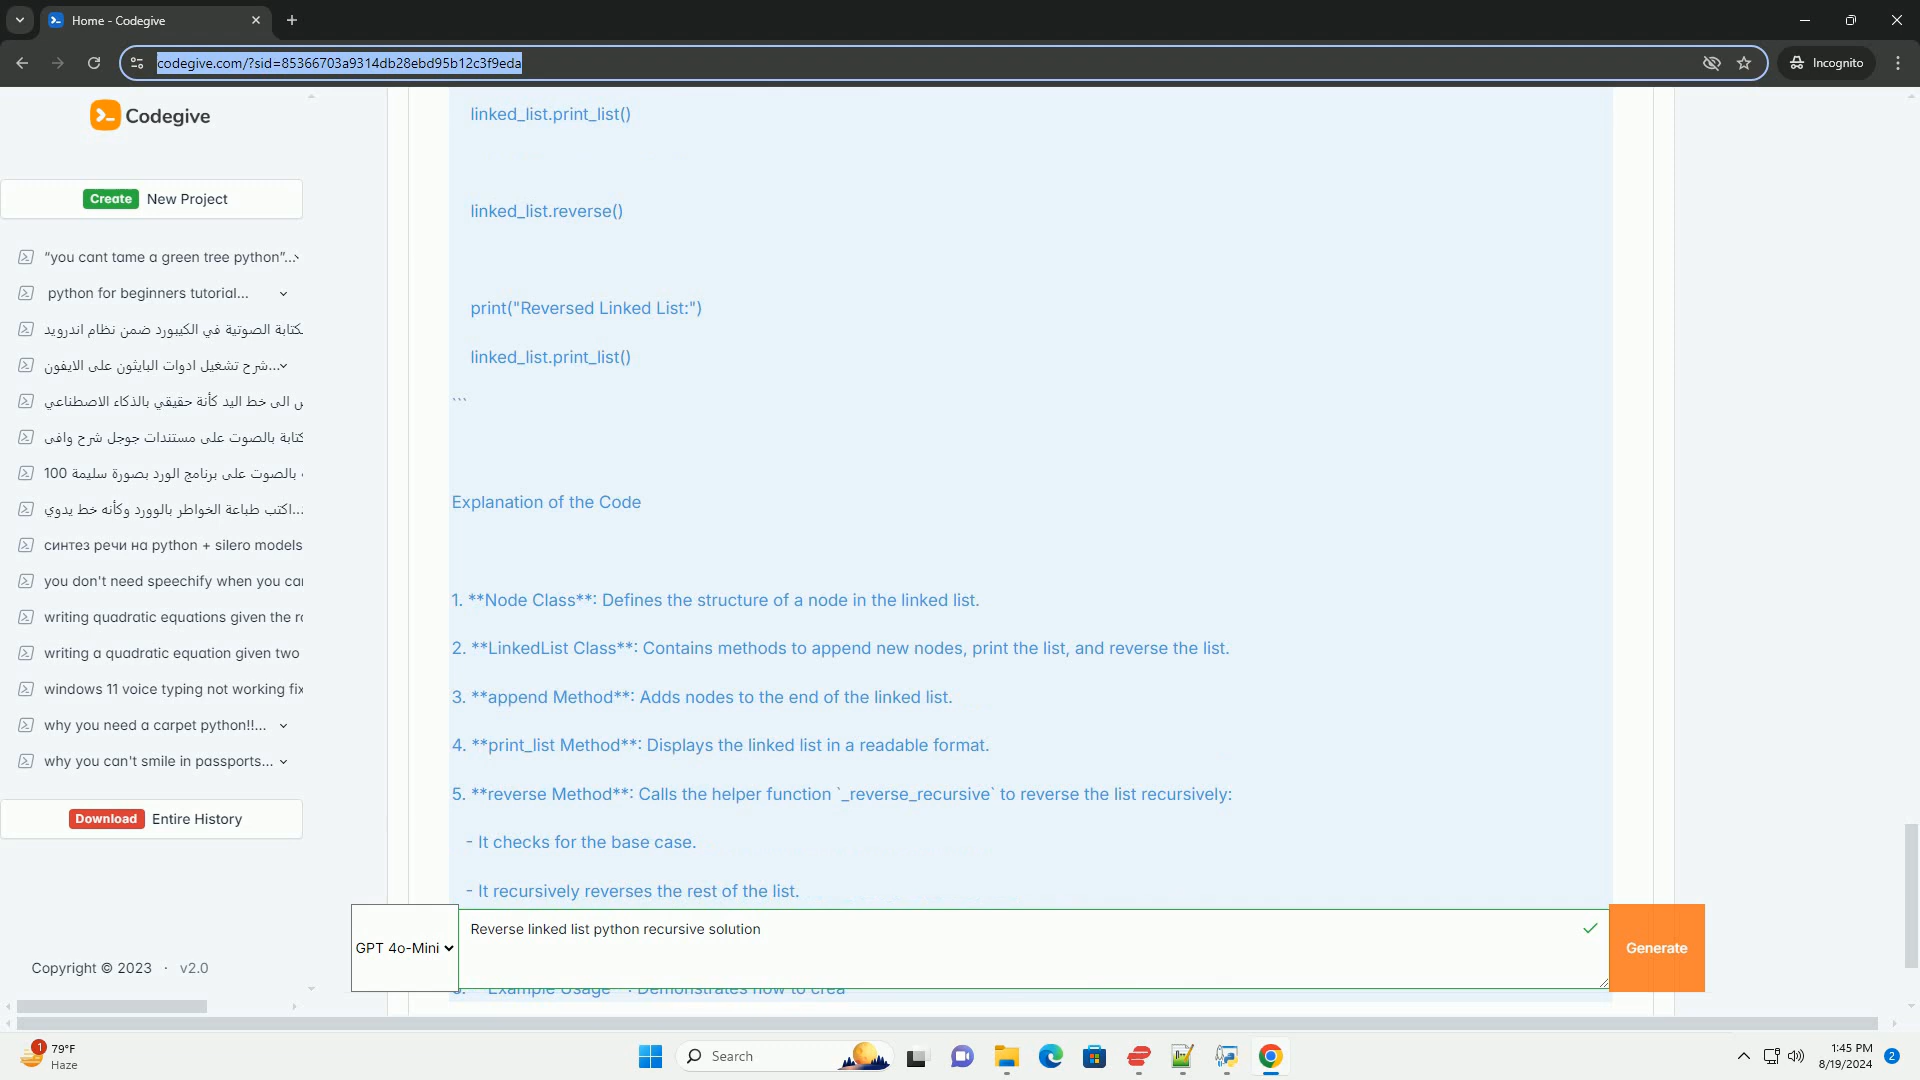 Home - Codegive
codegive.com/?sid=85366703a9314db28ebd95b12c3f9eda
Incognito
Codegive
Create New Project
"you cant tame a green tree python"...
python for beginners tutorial...
كتابة الصوتية في الكيبورد ضمن نظام اندرويد
شرح تشغيل ادوات البايثون على الايفون...
الى خط اليد كأنة حقيقي بالذكاء الاصطناعي
كتابة بالصوت على مستندات جوجل شرح وافى
بالصوت على برنامج الورد بصورة سليمة 100
اكتب طباعة الخواطر بالوورد وكأنه خط يدوي...
синтез речи на python + silero models
you don't need speechify when you can
writing quadratic equations given the ro
writing a quadratic equation given two
windows 11 voice typing not working fix
why you need a carpet python!!...
why you can't smile in passports...
Download Entire History
Copyright © 2023 · v2.0
linked_list.print_list()
linked_list.reverse()
print("Reversed Linked List:")
linked_list.print_list()
```
Explanation of the Code
1. **Node Class**: Defines the structure of a node in the linked list.
2. **LinkedList Class**: Contains methods to append new nodes, print the list, and reverse the list.
3. **append Method**: Adds nodes to the end of the linked list.
4. **print_list Method**: Displays the linked list in a readable format.
5. **reverse Method**: Calls the helper function `_reverse_recursive` to reverse the list recursively:
- It checks for the base case.
- It recursively reverses the rest of the list.
GPT 4o-Mini
Reverse linked list python recursive solution
Generate
6. **Example Usage**: Demonstrates how to crea
1
79°F
Haze
Search
1:45 PM
8/19/2024
2